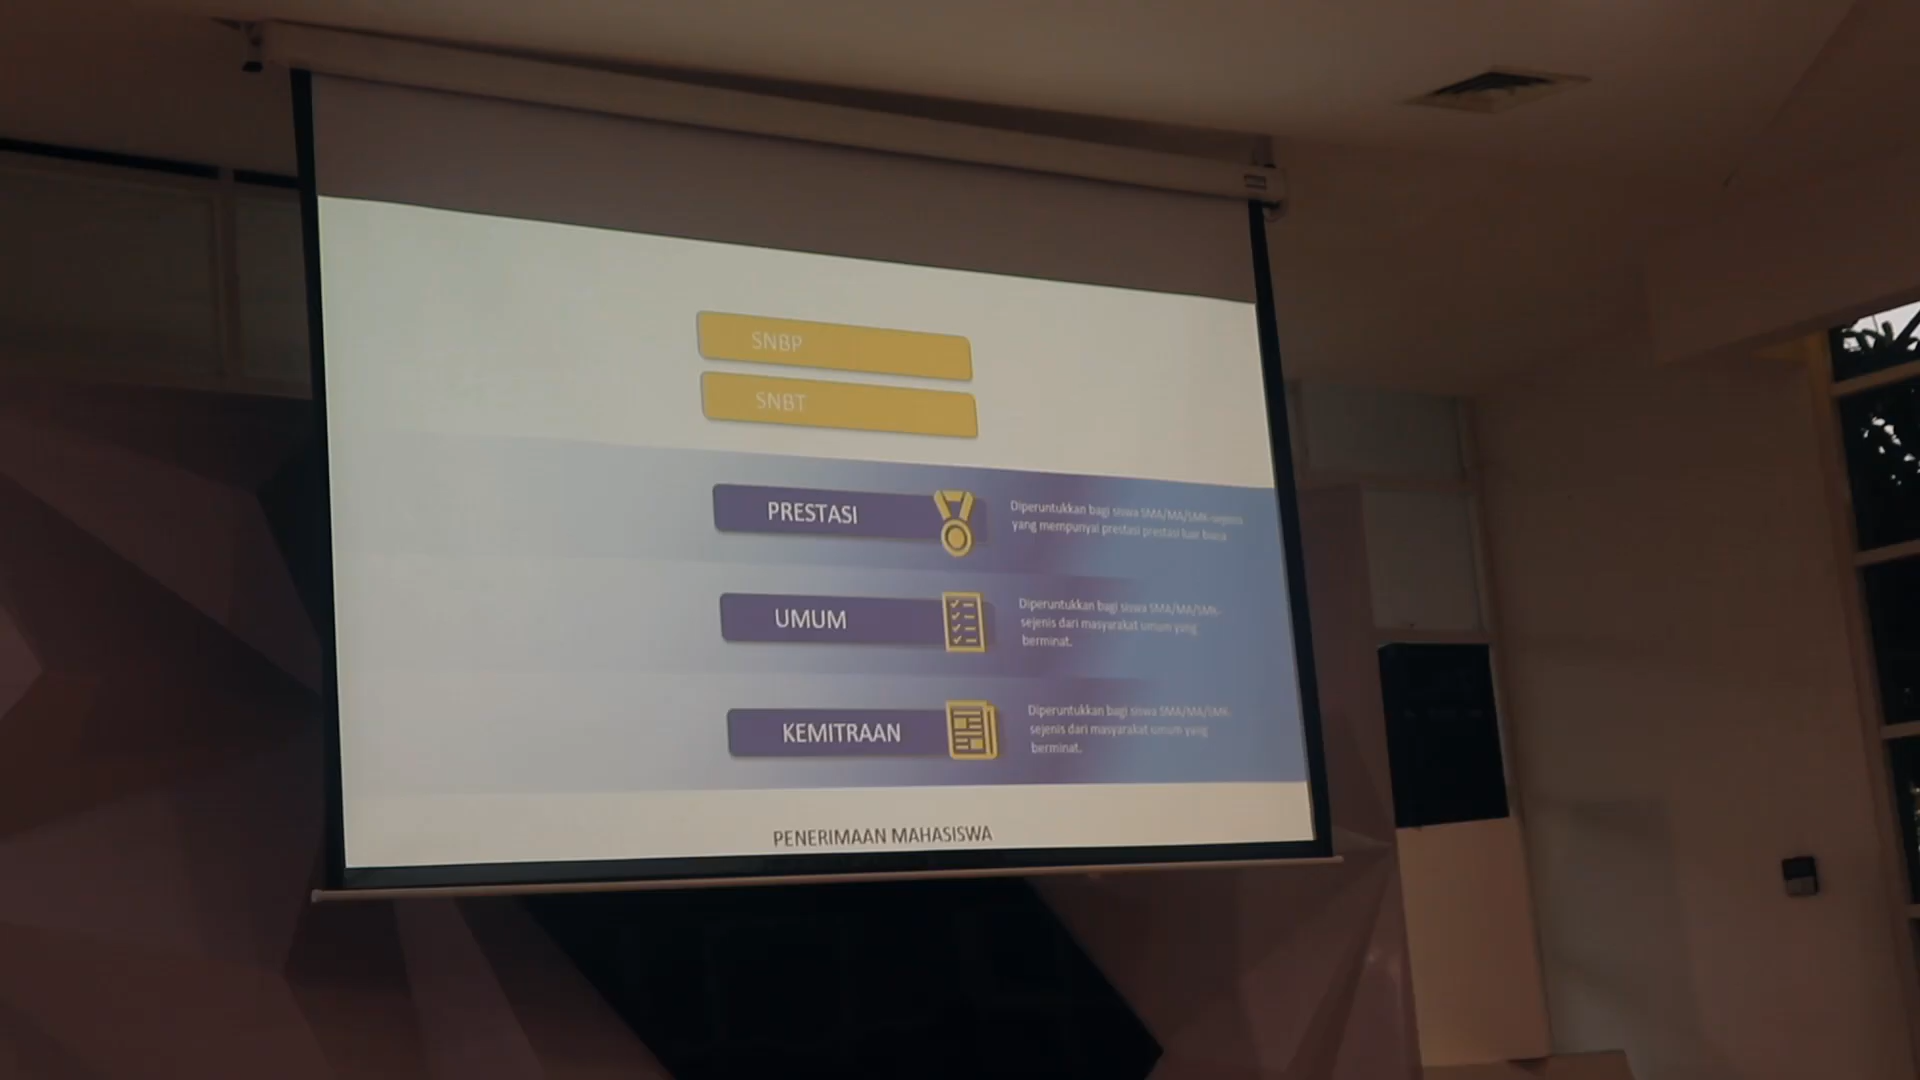 SNBP
SNBT
PRESTASI
Diperuntukkan bagi siswa SMA/MA/SMK-sejenis
yang mempunyai prestasi prestasi luar biasa
UMUM
Diperuntukkan bagi siswa SMA/MA/SMK-
sejenis dari masyarakat umum yang
berminat.
KEMITRAAN
Diperuntukkan bagi siswa SMA/MA/SMK-
sejenis dari masyarakat umum yang
berminat.
PENERIMAAN MAHASISWA